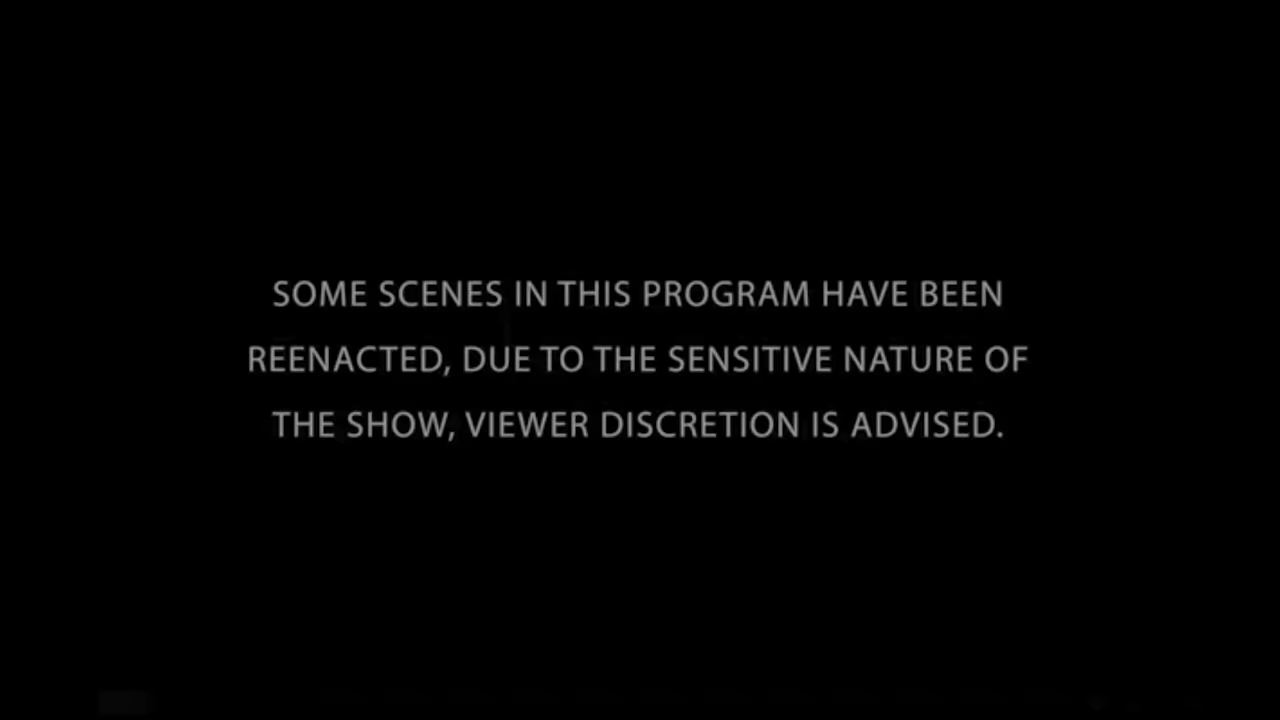 SOME SCENES IN THIS PROGRAM HAVE BEEN
REENACTED, DUE TO THE SENSITIVE NATURE OF
THE SHOW, VIEWER DISCRETION IS ADVISED.